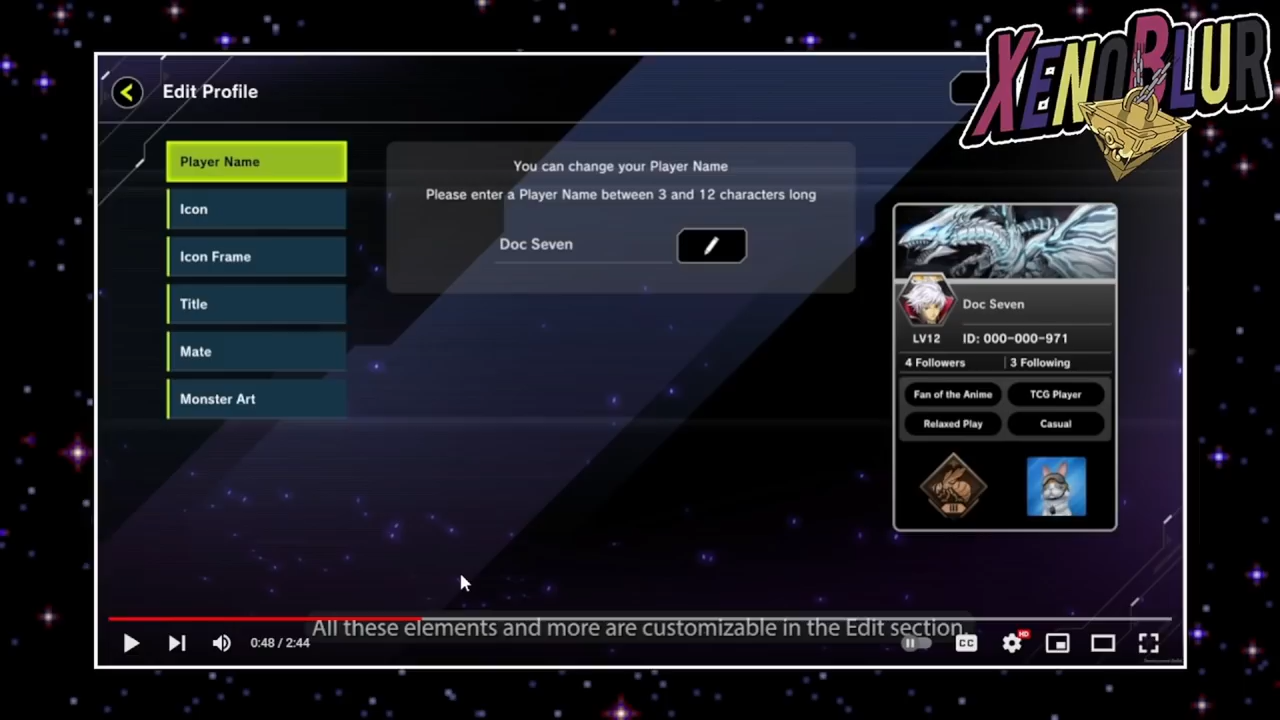 XENOBLUR
Edit Profile
Player Name
Icon
Icon Frame
Title
Mate
Monster Art
You can change your Player Name
Please enter a Player Name between 3 and 12 characters long
Doc Seven
Doc Seven
LV12 ID: 000-000-971
4 Followers 3 Following
Fan of the Anime TCG Player
Relaxed Play Casual
III
All these elements and more are customizable in the Edit section.
0:48 / 2:44
CC
HD